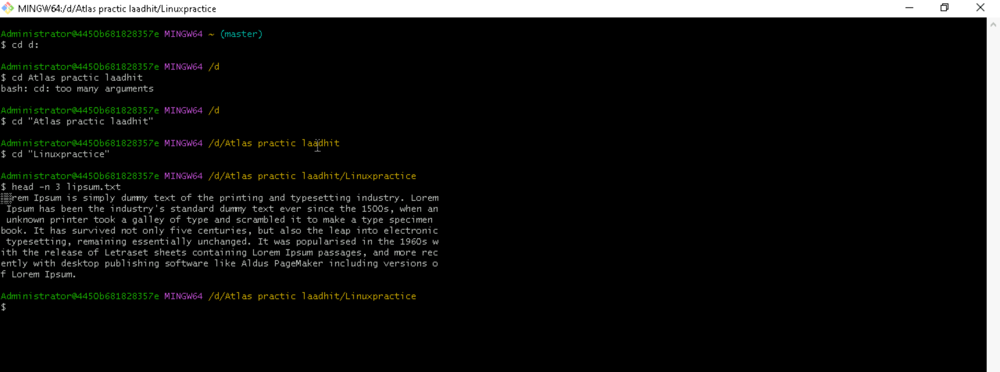 MINGW64:/d/Atlas practic laadhit/Linuxpractice
Administrator@4450b681828357e MINGW64 ~ (master)
$ cd d:
Administrator@4450b681828357e MINGW64 /d
$ cd Atlas practic laadhit
bash: cd: too many arguments
Administrator@4450b681828357e MINGW64 /d
$ cd "Atlas practic laadhit"
Administrator@4450b681828357e MINGW64 /d/Atlas practic laadhit
$ cd "Linuxpractice"
Administrator@4450b681828357e MINGW64 /d/Atlas practic laadhit/Linuxpractice
$ head -n 3 lipsum.txt
rem Ipsum is simply dummy text of the printing and typesetting industry. Lorem
Ipsum has been the industry's standard dummy text ever since the 1500s, when an
unknown printer took a galley of type and scrambled it to make a type specimen
book. It has survived not only five centuries, but also the leap into electronic
typesetting, remaining essentially unchanged. It was popularised in the 1960s w
ith the release of Letraset sheets containing Lorem Ipsum passages, and more rec
ently with desktop publishing software like Aldus PageMaker including versions o
f Lorem Ipsum.
Administrator@4450b681828357e MINGW64 /d/Atlas practic laadhit/Linuxpractice
$